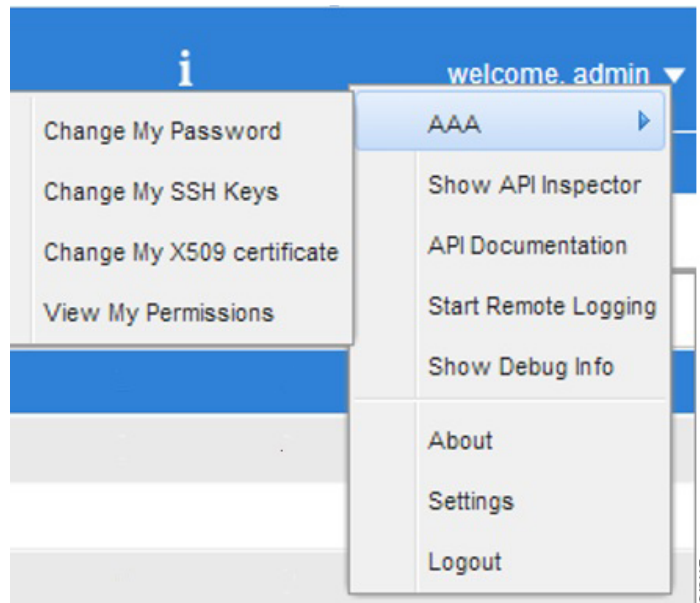 i
welcome, admin
Change My Password
Change My SSH Keys
Change My X509 certificate
View My Permissions
AAA
Show API Inspector
API Documentation
Start Remote Logging
Show Debug Info
About
Settings
Logout